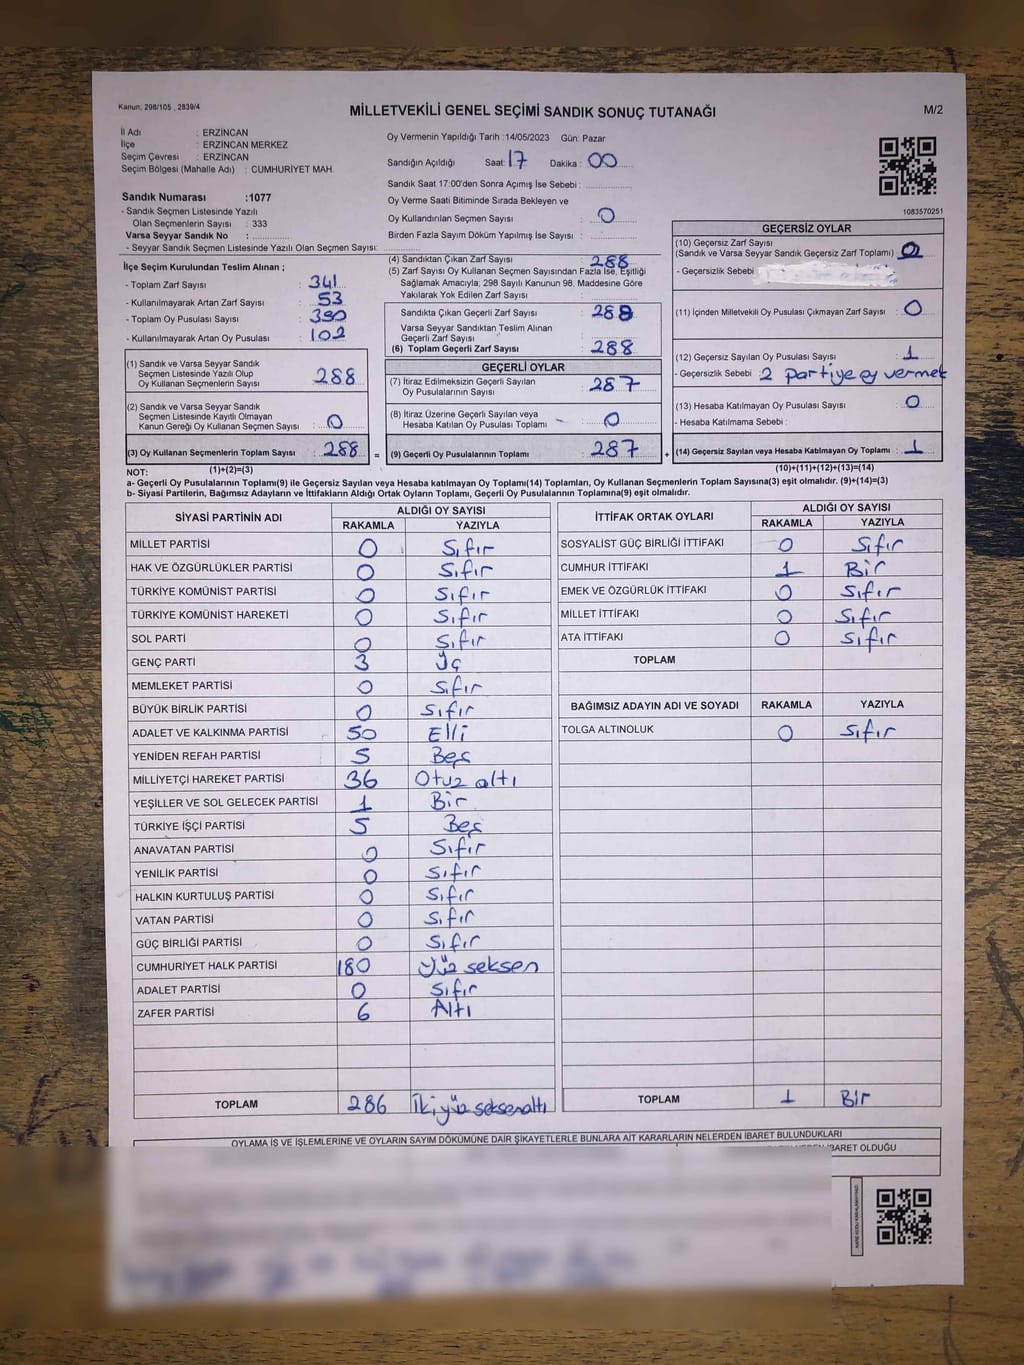 Kanun: 298/105 , 2839/4
MİLLETVEKİLİ GENEL SEÇİMİ SANDIK SONUÇ TUTANAĞI
M/2
İl Adı : ERZİNCAN
İlçe : ERZİNCAN MERKEZ
Seçim Çevresi : ERZİNCAN
Seçim Bölgesi (Mahalle Adı) : CUMHURİYET MAH.
Sandık Numarası :1077
- Sandık Seçmen Listesinde Yazılı
Olan Seçmenlerin Sayısı : 333
Varsa Seyyar Sandık No :
- Seyyar Sandık Seçmen Listesinde Yazılı Olan Seçmen Sayısı:
Oy Vermenin Yapıldığı Tarih :14/05/2023 Gün: Pazar
Sandığın Açıldığı Saat: 17 Dakika : 00
Sandık Saat 17:00'den Sonra Açımış İse Sebebi :
Oy Verme Saati Bitiminde Sırada Bekleyen ve
Oy Kullandırılan Seçmen Sayısı : 0
Birden Fazla Sayım Döküm Yapılmış İse Sayısı :
1083570251
İlçe Seçim Kurulundan Teslim Alınan ;
- Toplam Zarf Sayısı : 341
- Kullanılmayarak Artan Zarf Sayısı : 53
- Toplam Oy Pusulası Sayısı : 390
- Kullanılmayarak Artan Oy Pusulası : 102
(1) Sandık ve Varsa Seyyar Sandık
Seçmen Listesinde Yazılı Olup
Oy Kullanan Seçmenlerin Sayısı : 288
(2) Sandık ve Varsa Seyyar Sandık
Seçmen Listesinde Kayıtlı Olmayan
Kanun Gereği Oy Kullanan Seçmen Sayısı : 0
(3) Oy Kullanan Seçmenlerin Toplam Sayısı : 288 =
(4) Sandıktan Çıkan Zarf Sayısı : 288
(5) Zarf Sayısı Oy Kullanan Seçmen Sayısından Fazla İse, Eşitliği
Sağlamak Amacıyla; 298 Sayılı Kanunun 98. Maddesine Göre
Yakılarak Yok Edilen Zarf Sayısı :
Sandıkta Çıkan Geçerli Zarf Sayısı : 288
Varsa Seyyar Sandıktan Teslim Alınan
Geçerli Zarf Sayısı :
(6) Toplam Geçerli Zarf Sayısı : 288
GEÇERLİ OYLAR
(7) İtiraz Edilmeksizin Geçerli Sayılan
Oy Pusulalarının Sayısı : 287
(8) İtiraz Üzerine Geçerli Sayılan veya
Hesaba Katılan Oy Pusulası Toplamı : 0
(9) Geçerli Oy Pusulalarının Toplamı : 287 +
GEÇERSİZ OYLAR
(10) Geçersiz Zarf Sayısı
(Sandık ve Varsa Seyyar Sandık Geçersiz Zarf Toplamı) : 0
- Geçersizlik Sebebi :
(11) İçinden Milletvekili Oy Pusulası Çıkmayan Zarf Sayısı : 0
(12) Geçersiz Sayılan Oy Pusulası Sayısı : 1
- Geçersizlik Sebebi : 2 partiye oy vermek
(13) Hesaba Katılmayan Oy Pusulası Sayısı : 0
- Hesaba Katılmama Sebebi :
(14) Geçersiz Sayılan veya Hesaba Katılmayan Oy Toplamı : 1
NOT: (1)+(2)=(3) (10)+(11)+(12)+(13)=(14)
a- Geçerli Oy Pusulalarının Toplamı(9) ile Geçersiz Sayılan veya Hesaba katılmayan Oy Toplamı(14) Toplamları, Oy Kullanan Seçmenlerin Toplam Sayısına(3) eşit olmalıdır. (9)+(14)=(3)
b- Siyasi Partilerin, Bağımsız Adayların ve İttifakların Aldığı Ortak Oyların Toplamı, Geçerli Oy Pusulalarının Toplamına(9) eşit olmalıdır.
SİYASİ PARTİNİN ADI ALDIĞI OY SAYISI
RAKAMLA YAZIYLA
MİLLET PARTİSİ 0 Sıfır
HAK VE ÖZGÜRLÜKLER PARTİSİ 0 Sıfır
TÜRKİYE KOMÜNİST PARTİSİ 0 Sıfır
TÜRKİYE KOMÜNİST HAREKETİ 0 Sıfır
SOL PARTİ 0 Sıfır
GENÇ PARTİ 3 Üç
MEMLEKET PARTİSİ 0 Sıfır
BÜYÜK BİRLİK PARTİSİ 0 Sıfır
ADALET VE KALKINMA PARTİSİ 50 Elli
YENİDEN REFAH PARTİSİ 5 Beş
MİLLİYETÇİ HAREKET PARTİSİ 36 Otuz altı
YEŞİLLER VE SOL GELECEK PARTİSİ 1 Bir
TÜRKİYE İŞÇİ PARTİSİ 5 Beş
ANAVATAN PARTİSİ 0 Sıfır
YENİLİK PARTİSİ 0 Sıfır
HALKIN KURTULUŞ PARTİSİ 0 Sıfır
VATAN PARTİSİ 0 Sıfır
GÜÇ BİRLİĞİ PARTİSİ 0 Sıfır
CUMHURİYET HALK PARTİSİ 180 Yüz seksen
ADALET PARTİSİ 0 Sıfır
ZAFER PARTİSİ 6 Altı
TOPLAM 286 İkiyüz seksenaltı
İTTİFAK ORTAK OYLARI ALDIĞI OY SAYISI
RAKAMLA YAZIYLA
SOSYALİST GÜÇ BİRLİĞİ İTTİFAKI 0 Sıfır
CUMHUR İTTİFAKI 1 Bir
EMEK VE ÖZGÜRLÜK İTTİFAKI 0 Sıfır
MİLLET İTTİFAKI 0 Sıfır
ATA İTTİFAKI 0 Sıfır
TOPLAM
BAĞIMSIZ ADAYIN ADI VE SOYADI RAKAMLA YAZIYLA
TOLGA ALTINOLUK 0 Sıfır
TOPLAM 1 Bir
OYLAMA İŞ VE İŞLEMLERİNE VE OYLARIN SAYIM DÖKÜMÜNE DAİR ŞİKAYETLERLE BUNLARA AİT KARARLARIN NELERDEN İBARET BULUNDUKLARI
İBARET OLDUĞU